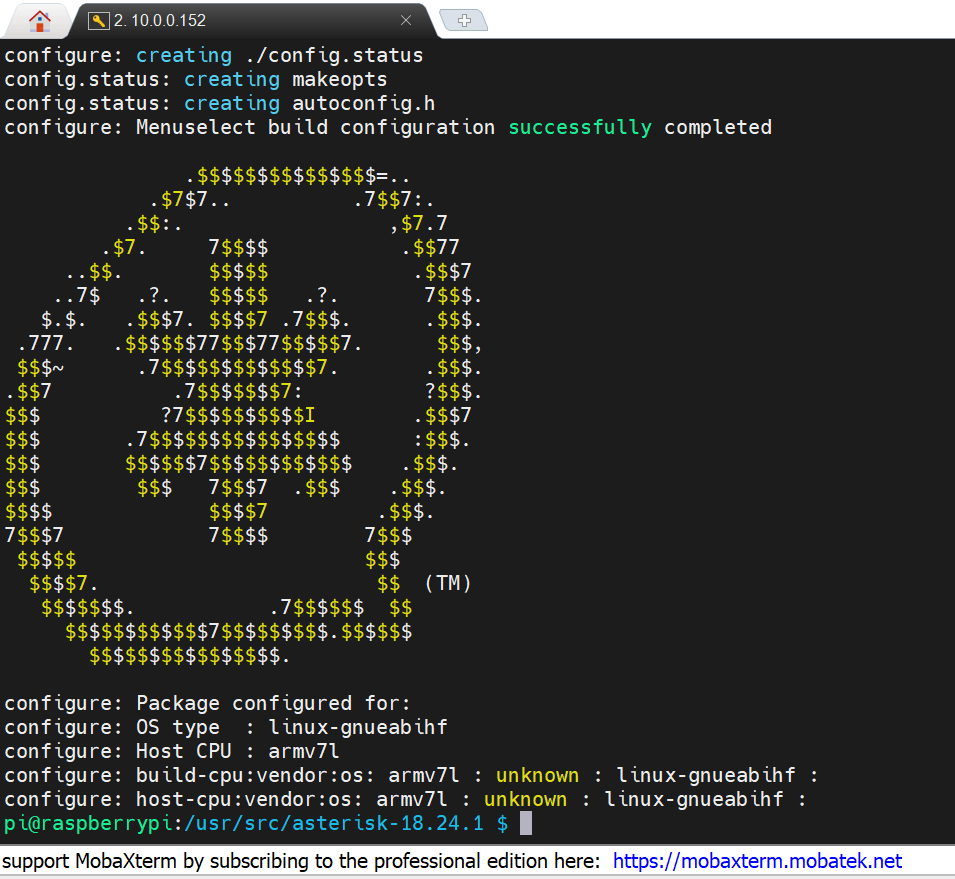 2. 10.0.0.152
configure: creating ./config.status
config.status: creating makeopts
config.status: creating autoconfig.h
configure: Menuselect build configuration successfully completed
.$$$$$$$$$$$$$$$=..
.$7$7.. .7$$7:.
.$$:. ,$7.7
.$7. 7$$$$ .$$77
..$$. $$$$$ .$$$7
..7$ .?. $$$$$ .?. 7$$$.
$.$. .$$$7. $$$$7 .7$$$. .$$$.
.777. .$$$$$$77$$$77$$$$$7. $$$,
$$$~ .7$$$$$$$$$$$$$7. .$$$.
.$$7 .7$$$$$$$7: ?$$$.
$$$ ?7$$$$$$$$$$I .$$$7
$$$ .7$$$$$$$$$$$$$$$$ :$$$.
$$$ $$$$$$7$$$$$$$$$$$$ .$$$.
$$$ $$$ 7$$$7 .$$$ .$$$.
$$$$ $$$$7 .$$$.
7$$$7 7$$$$ 7$$$
$$$$$ $$$
$$$$7. $$ (TM)
$$$$$$$. .7$$$$$$ $$
$$$$$$$$$$$$7$$$$$$$$$.$$$$$$
$$$$$$$$$$$$$$$$.
configure: Package configured for:
configure: OS type : linux-gnueabihf
configure: Host CPU : armv7l
configure: build-cpu:vendor:os: armv7l : unknown : linux-gnueabihf :
configure: host-cpu:vendor:os: armv7l : unknown : linux-gnueabihf :
pi@raspberrypi:/usr/src/asterisk-18.24.1 $
support MobaXterm by subscribing to the professional edition here: https://mobaxterm.mobatek.net